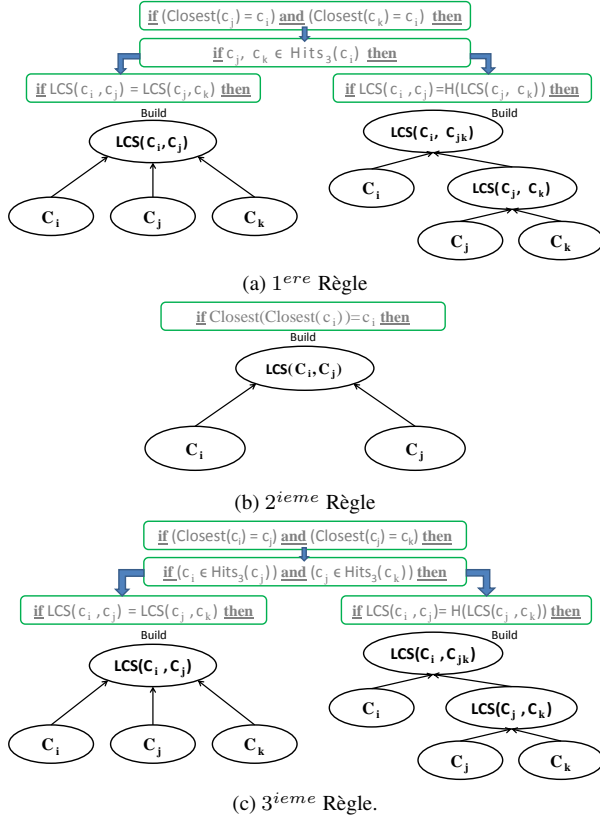 if (Closest(cj) = ci) and (Closest(ck) = ci) then
if cj, ck ∈ Hits3(ci) then
if LCS(ci ,cj) = LCS(cj,ck) then
if LCS(ci ,cj)=H(LCS(cj, ck)) then
Build
Build
LCS(Ci,Cj)
LCS(Ci, Cjk)
Ci
LCS(Cj, Ck)
Ci
Cj
Ck
Cj
Ck
(a) 1ere Règle
if Closest(Closest(ci))=ci then
Build
LCS(Ci,Cj)
Ci
Cj
(b) 2ieme Règle
if (Closest(ci)= cj) and (Closest(cj)= ck) then
if (ci ∈ Hits3(cj)) and (cj ∈ Hits3(ck)) then
if LCS(ci ,cj) = LCS(cj ,ck) then
if LCS(ci ,cj)= H(LCS(cj ,ck)) then
Build
Build
LCS(Ci ,Cj)
LCS(Ci ,Cjk)
Ci
LCS(Cj ,Ck)
Ci
Cj
Ck
Cj
Ck
(c) 3ieme Règle.